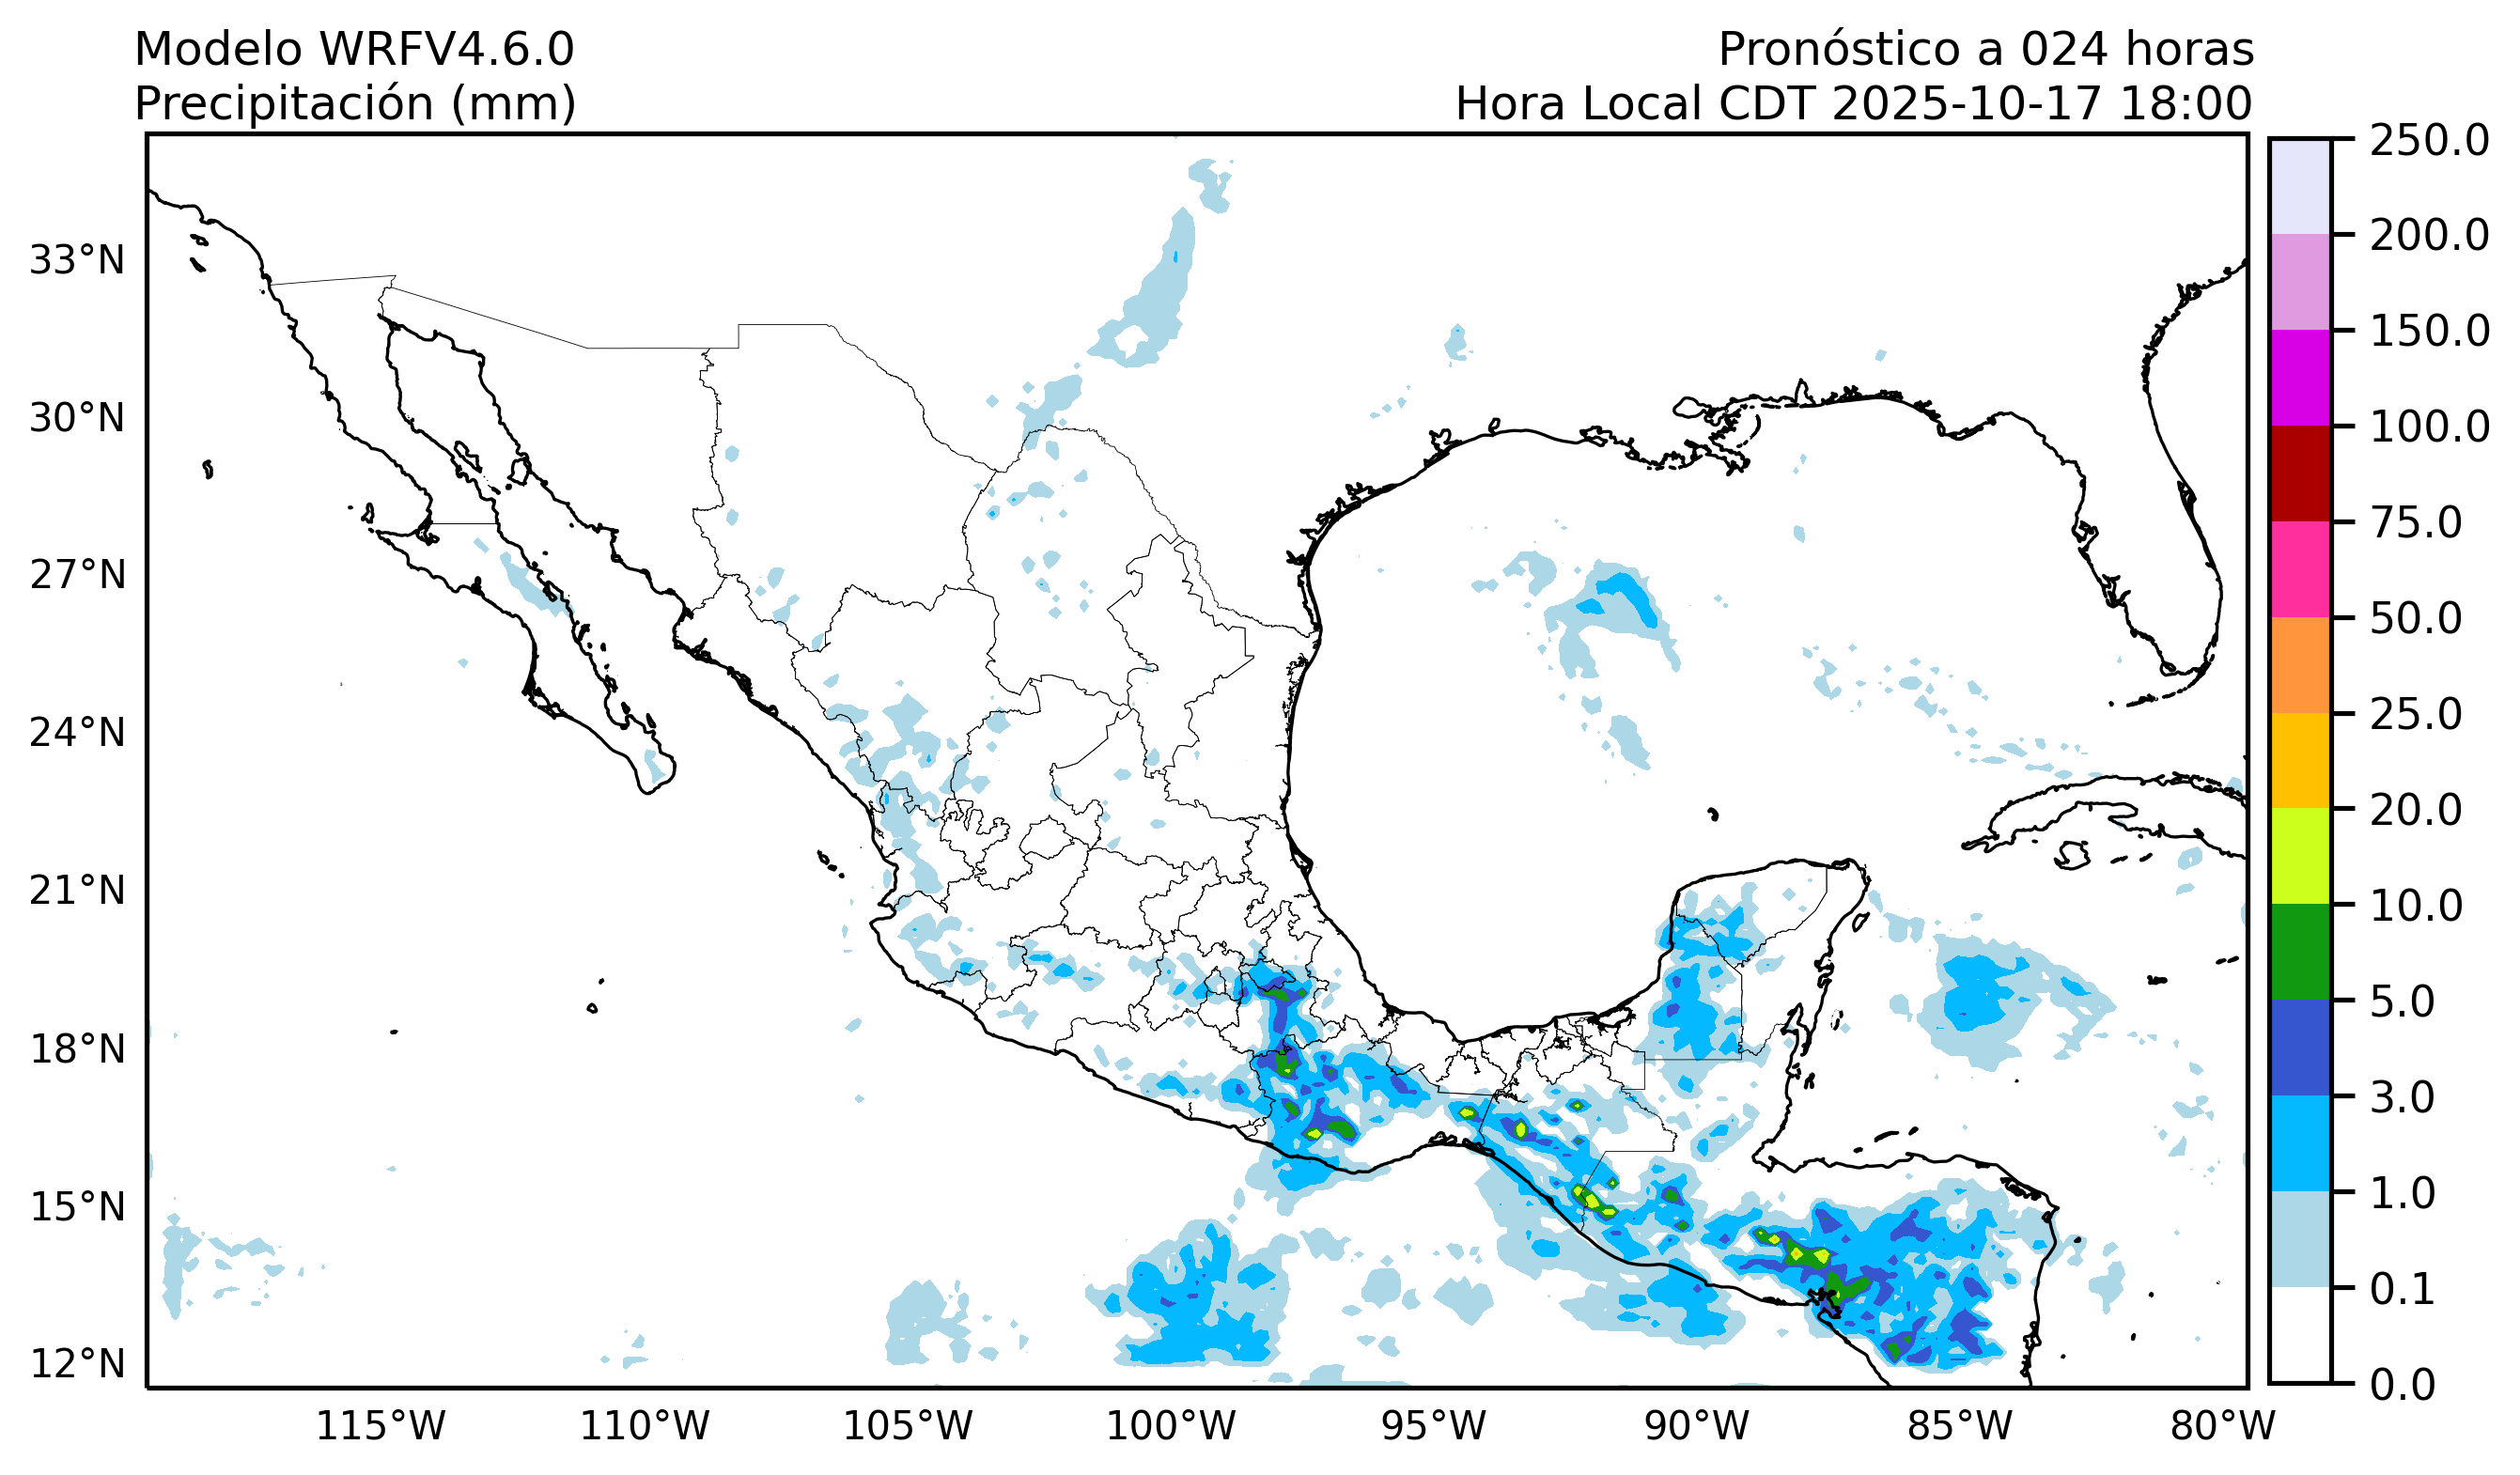 Modelo WRFV4.6.0
Precipitación (mm)
Pronóstico a 024 horas
Hora Local CDT 2025-10-17 18:00
33°N
30°N
27°N
24°N
21°N
18°N
15°N
12°N
115°W
110°W
105°W
100°W
95°W
90°W
85°W
80°W
250.0
200.0
150.0
100.0
75.0
50.0
25.0
20.0
10.0
5.0
3.0
1.0
0.1
0.0